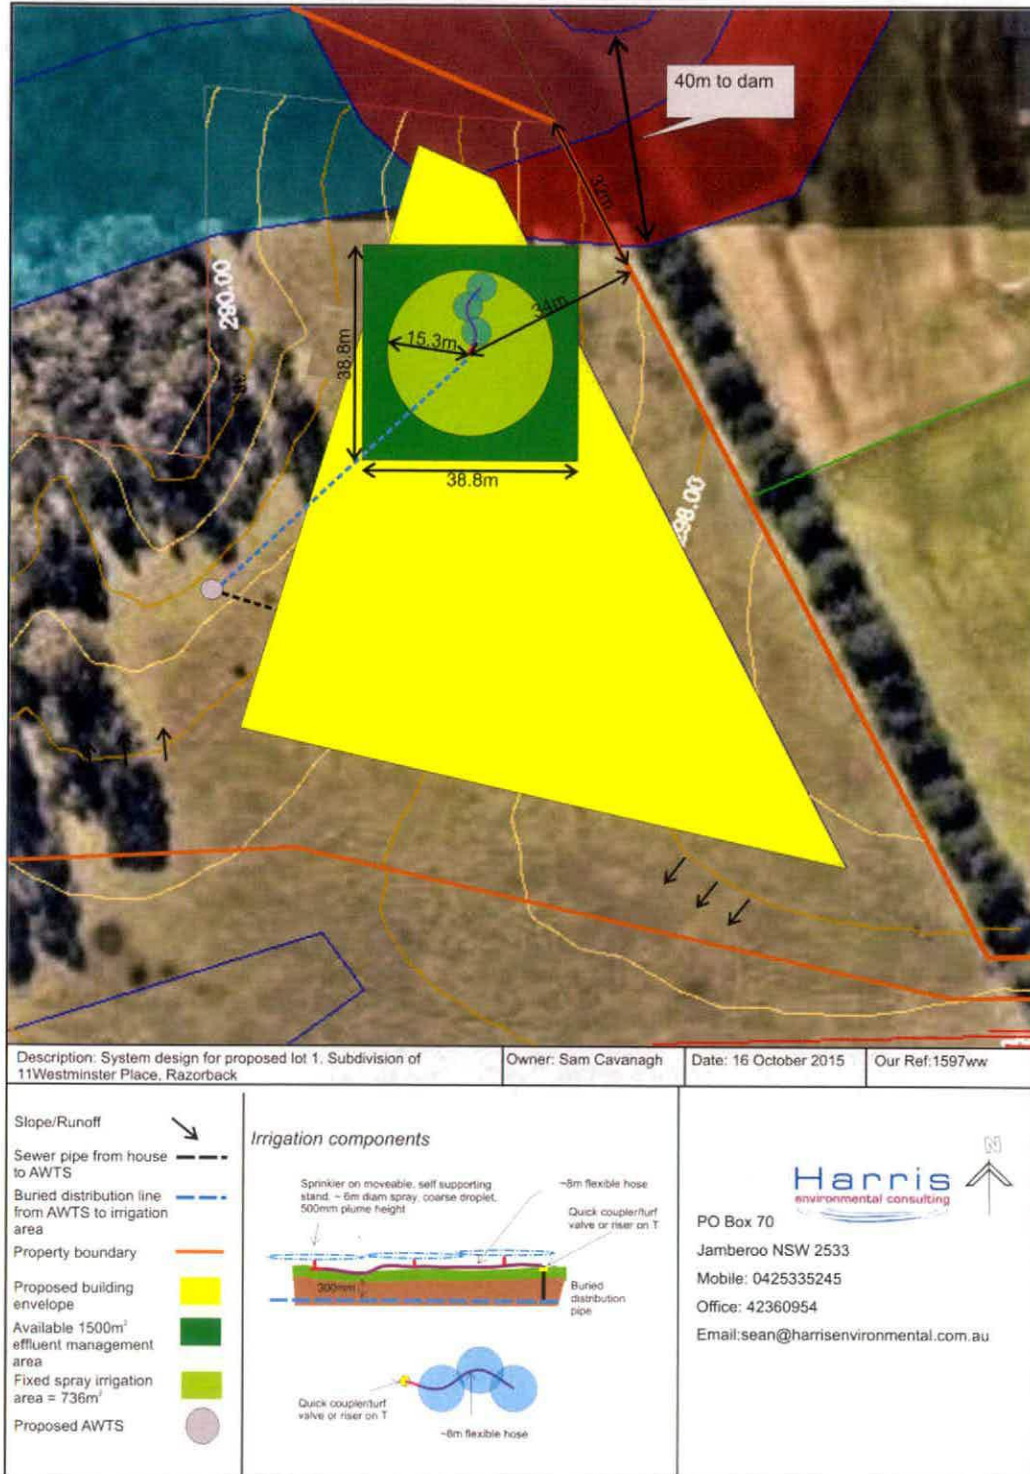 40m to dam
32m
290.00
34m
15.3m
38.8m
38.8m
298.00
Description: System design for proposed lot 1. Subdivision of
11Westminster Place, Razorback
Owner: Sam Cavanagh
Date: 16 October 2015
Our Ref:1597ww
Slope/Runoff
Sewer pipe from house
to AWTS
Buried distribution line
from AWTS to irrigation
area
Property boundary
Proposed building
envelope
Available 1500m²
effluent management
area
Fixed spray irrigation
area = 736m²
Proposed AWTS
Irrigation components
Sprinkler on moveable, self supporting
stand. ~ 6m diam spray, coarse droplet,
500mm plume height
~8m flexible hose
Quick coupler/turf
valve or riser on T
300mm
Buried
distribution
pipe
Quick coupler/turf
valve or riser on T
~8m flexible hose
N
Harris
environmental consulting
PO Box 70
Jamberoo NSW 2533
Mobile: 0425335245
Office: 42360954
Email:sean@harrisenvironmental.com.au